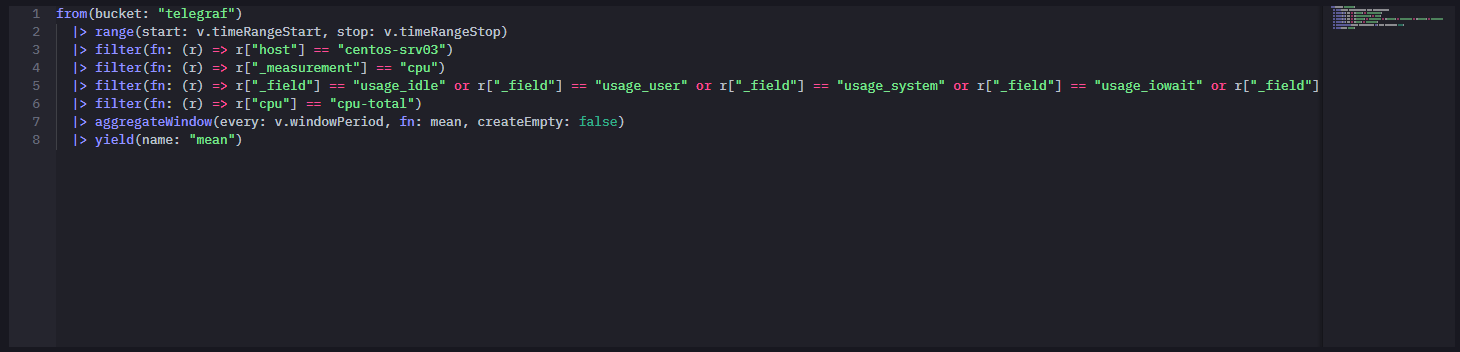 1 from(bucket: "telegraf")
2 |> range(start: v.timeRangeStart, stop: v.timeRangeStop)
3 |> filter(fn: (r) => r["host"] == "centos-srv03")
4 |> filter(fn: (r) => r["_measurement"] == "cpu")
5 |> filter(fn: (r) => r["_field"] == "usage_idle" or r["_field"] == "usage_user" or r["_field"] == "usage_system" or r["_field"] == "usage_iowait" or r["_field"]
6 |> filter(fn: (r) => r["cpu"] == "cpu-total")
7 |> aggregateWindow(every: v.windowPeriod, fn: mean, createEmpty: false)
8 |> yield(name: "mean")